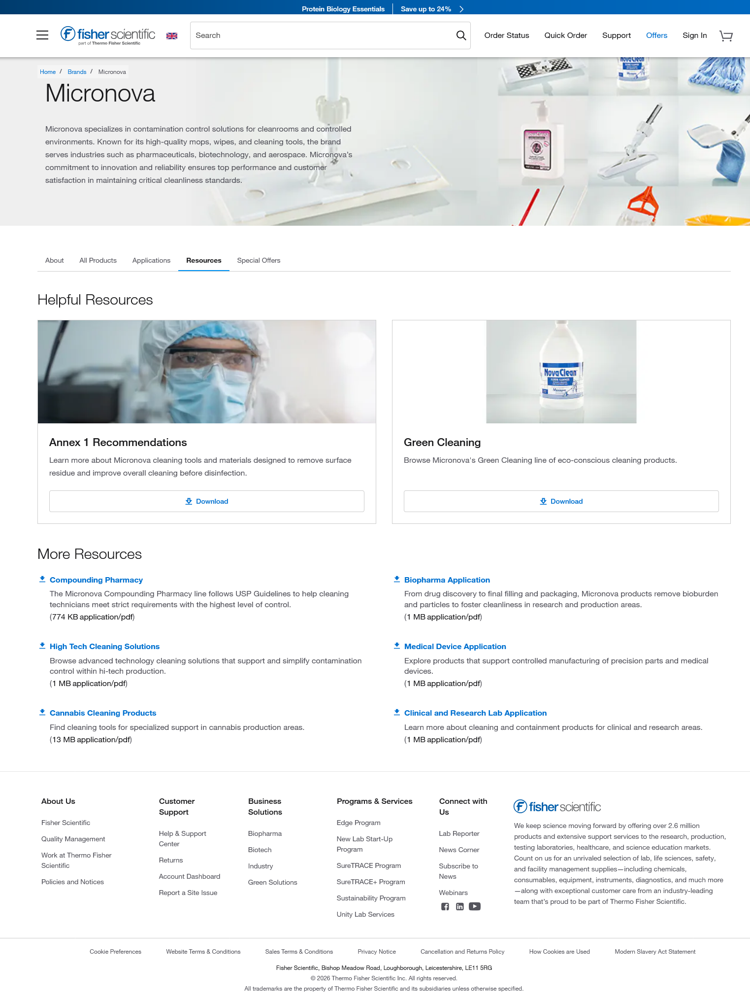 Protein Biology Essentials
Save up to 24%
fisher scientific
part of Thermo Fisher Scientific
Search
Order Status
Quick Order
Support
Offers
Sign In
Home / Brands / Micronova
Micronova
Micronova specializes in contamination control solutions for cleanrooms and controlled
environments. Known for its high-quality mops, wipes, and cleaning tools, the brand
serves industries such as pharmaceuticals, biotechnology, and aerospace. Micronova’s
commitment to innovation and reliability ensures top performance and customer
satisfaction in maintaining critical cleanliness standards.
NovaClean
About
All Products
Applications
Resources
Special Offers
Helpful Resources
NovaClean
FLOOR CLEANER
Micronova
Annex 1 Recommendations
Learn more about Micronova cleaning tools and materials designed to remove surface
residue and improve overall cleaning before disinfection.
Download
Green Cleaning
Browse Micronova's Green Cleaning line of eco-conscious cleaning products.
Download
More Resources
Compounding Pharmacy
The Micronova Compounding Pharmacy line follows USP Guidelines to help cleaning
technicians meet strict requirements with the highest level of control.
(774 KB application/pdf)
Biopharma Application
From drug discovery to final filling and packaging, Micronova products remove bioburden
and particles to foster cleanliness in research and production areas.
(1 MB application/pdf)
High Tech Cleaning Solutions
Browse advanced technology cleaning solutions that support and simplify contamination
control within hi-tech production.
(1 MB application/pdf)
Medical Device Application
Explore products that support controlled manufacturing of precision parts and medical
devices.
(1 MB application/pdf)
Cannabis Cleaning Products
Find cleaning tools for specialized support in cannabis production areas.
(13 MB application/pdf)
Clinical and Research Lab Application
Learn more about cleaning and containment products for clinical and research areas.
(1 MB application/pdf)
About Us
Fisher Scientific
Quality Management
Work at Thermo Fisher
Scientific
Policies and Notices
Customer
Support
Help & Support
Center
Returns
Account Dashboard
Report a Site Issue
Business
Solutions
Biopharma
Biotech
Industry
Green Solutions
Programs & Services
Edge Program
New Lab Start-Up
Program
SureTRACE Program
SureTRACE+ Program
Sustainability Program
Unity Lab Services
Connect with
Us
Lab Reporter
News Corner
Subscribe to
News
Webinars
fisher scientific
We keep science moving forward by offering over 2.6 million
products and extensive support services to the research, production,
testing laboratories, healthcare, and science education markets.
Count on us for an unrivaled selection of lab, life sciences, safety,
and facility management supplies—including chemicals,
consumables, equipment, instruments, diagnostics, and much more
—along with exceptional customer care from an industry-leading
team that’s proud to be part of Thermo Fisher Scientific.
Cookie Preferences
Website Terms & Conditions
Sales Terms & Conditions
Privacy Notice
Cancellation and Returns Policy
How Cookies are Used
Modern Slavery Act Statement
Fisher Scientific, Bishop Meadow Road, Loughborough, Leicestershire, LE11 5RG
© 2026 Thermo Fisher Scientific Inc. All rights reserved.
All trademarks are the property of Thermo Fisher Scientific and its subsidiaries unless otherwise specified.